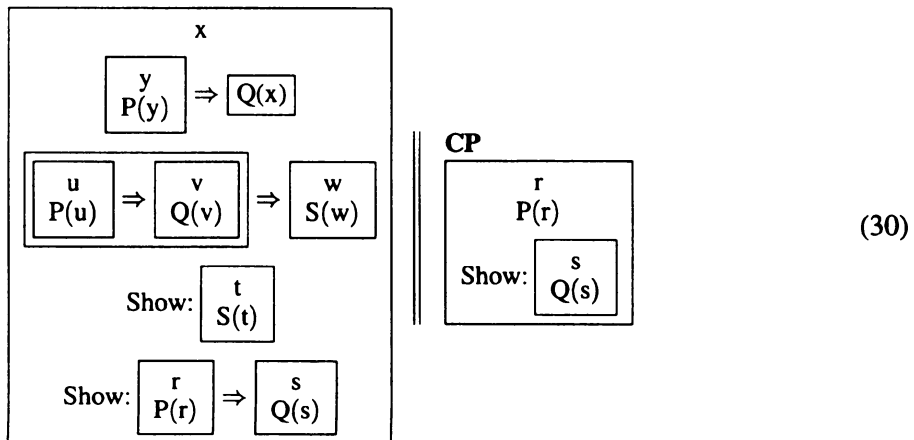 x
y
P(y) ⇒ Q(x)
u v w
P(u) ⇒ Q(v) ⇒ S(w)
Show: t
S(t)
Show: r s
P(r) ⇒ Q(s)
CP
r
P(r)
Show: s
Q(s)
(30)